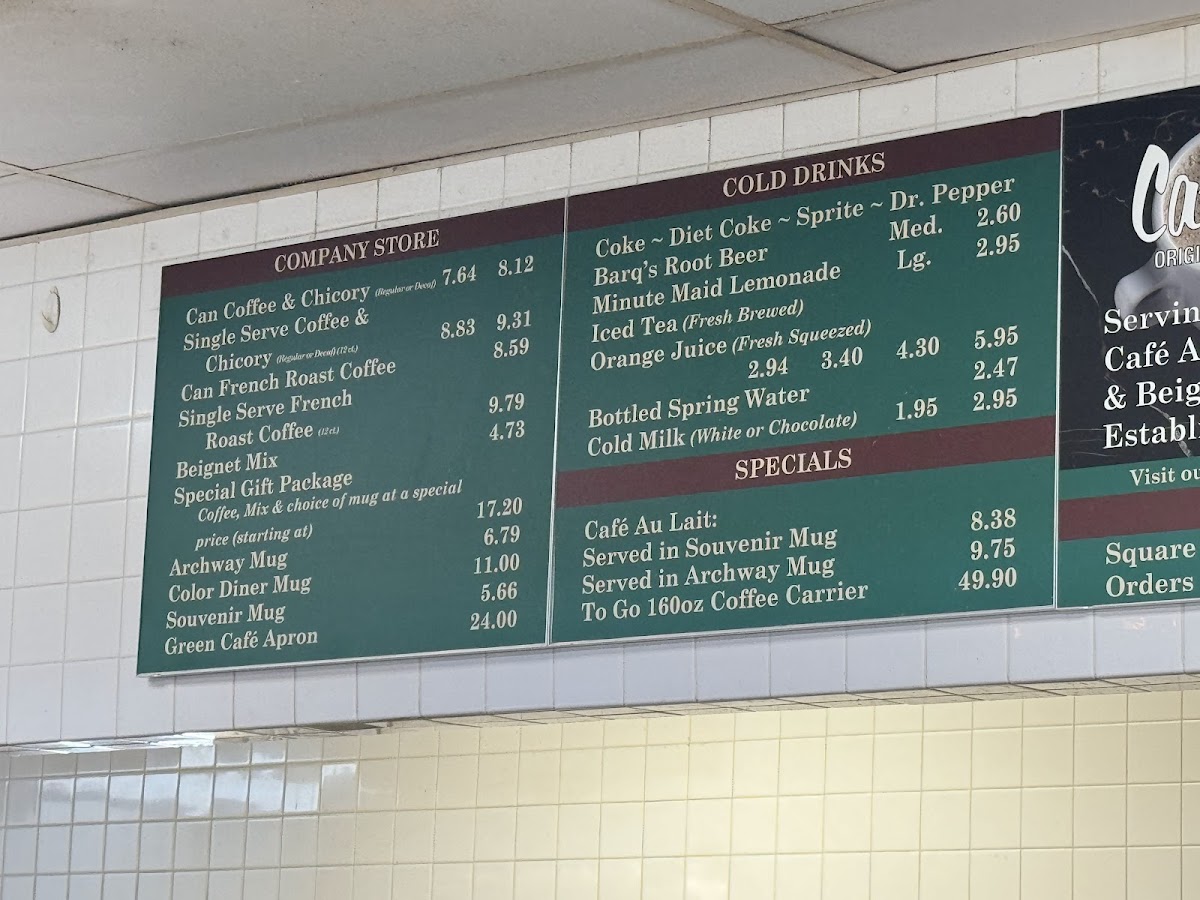 COMPANY STORE
Can Coffee & Chicory (Regular or Decaf) 7.64 8.12
Single Serve Coffee &
Chicory (Regular or Decaf) (12 ct.) 8.83 9.31
Can French Roast Coffee 8.59
Single Serve French
Roast Coffee (12 ct.) 9.79
Beignet Mix 4.73
Special Gift Package
Coffee, Mix & choice of mug at a special
price (starting at) 17.20
Archway Mug 6.79
Color Diner Mug 11.00
Souvenir Mug 5.66
Green Café Apron 24.00
COLD DRINKS
Coke ~ Diet Coke ~ Sprite ~ Dr. Pepper
Barq's Root Beer Med. 2.60
Minute Maid Lemonade Lg. 2.95
Iced Tea (Fresh Brewed)
Orange Juice (Fresh Squeezed)
2.94 3.40 4.30 5.95
Bottled Spring Water 2.47
Cold Milk (White or Chocolate) 1.95 2.95
SPECIALS
Café Au Lait:
Served in Souvenir Mug 8.38
Served in Archway Mug 9.75
To Go 160oz Coffee Carrier 49.90
Ca
ORIGI
Servin
Café A
& Beig
Establi
Visit ou
Square
Orders